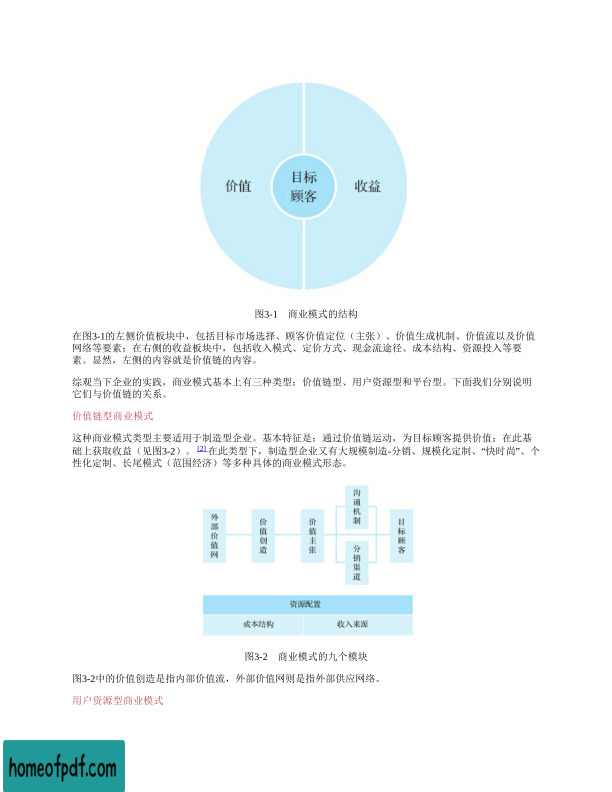 价值
目标
顾客
收益
图3-1 商业模式的结构
在图3-1的左侧价值板块中，包括目标市场选择、顾客价值定位（主张）、价值生成机制、价值流以及价值
网络等要素；在右侧的收益板块中，包括收入模式、定价方式、现金流途径、成本结构、资源投入等要
素。显然，左侧的内容就是价值链的内容。
综观当下企业的实践，商业模式基本上有三种类型：价值链型、用户资源型和平台型。下面我们分别说明
它们与价值链的关系。
价值链型商业模式
这种商业模式类型主要适用于制造型企业。基本特征是：通过价值链运动，为目标顾客提供价值；在此基
础上获取收益（见图3-2）。[2]在此类型下，制造型企业又有大规模制造-分销、规模化定制、“快时尚”、个
性化定制、长尾模式（范围经济）等多种具体的商业模式形态。
外部价值网
价值创造
价值主张
沟通机制
分销渠道
目标顾客
资源配置
成本结构
收入来源
图3-2 商业模式的九个模块
图3-2中的价值创造是指内部价值流，外部价值网则是指外部供应网络。
用户资源型商业模式
homeofpdf.com